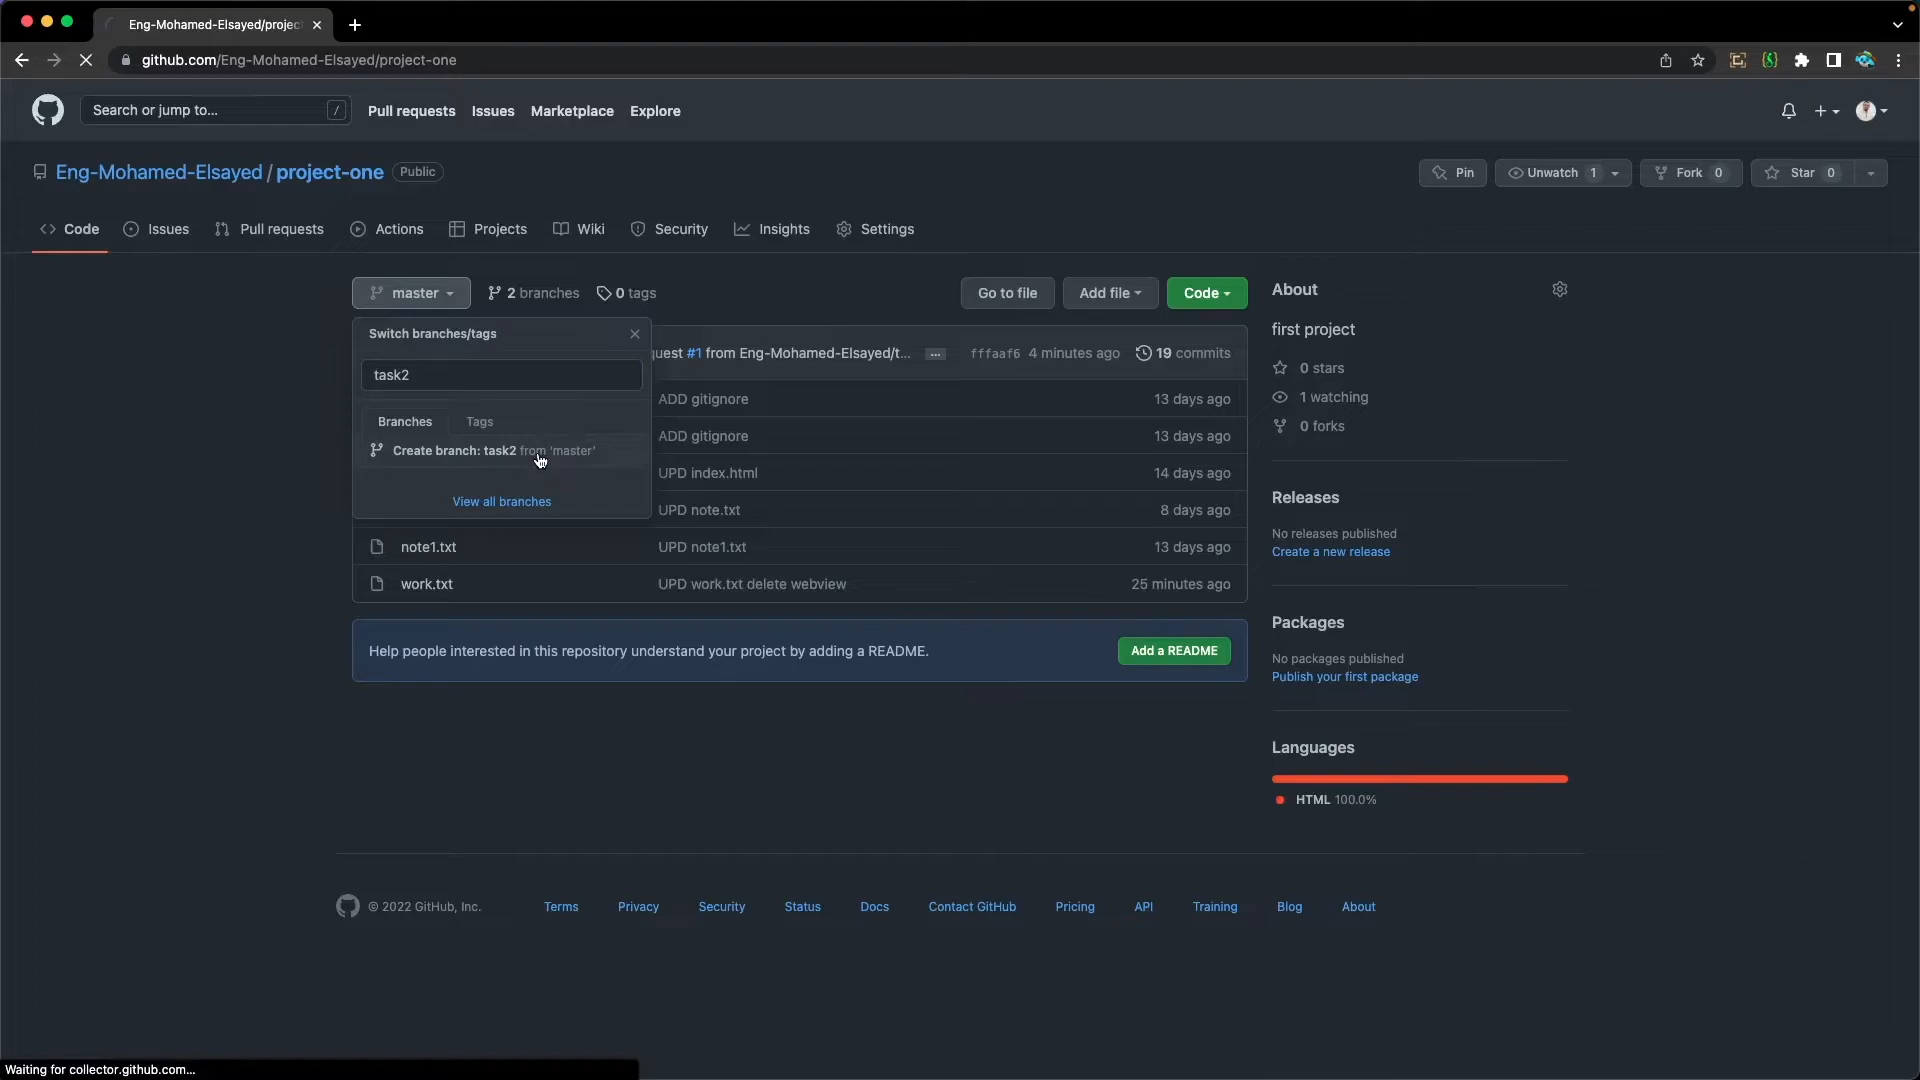 Eng-Mohamed-Elsayed/projec
github.com/Eng-Mohamed-Elsayed/project-one
Search or jump to... /
Pull requests Issues Marketplace Explore
Eng-Mohamed-Elsayed / project-one Public
Pin Unwatch 1 Fork 0 Star 0
Code Issues Pull requests Actions Projects Wiki Security Insights Settings
master 2 branches 0 tags Go to file Add file Code
About
Switch branches/tags
first project
uest #1 from Eng-Mohamed-Elsayed/t... ... fffaaf6 4 minutes ago 19 commits
task2
0 stars
ADD gitignore 13 days ago
1 watching
Branches Tags
0 forks
ADD gitignore 13 days ago
Create branch: task2 from 'master'
UPD index.html 14 days ago
View all branches
Releases
UPD note.txt 8 days ago
No releases published
note1.txt UPD note1.txt 13 days ago
Create a new release
work.txt UPD work.txt delete webview 25 minutes ago
Packages
Help people interested in this repository understand your project by adding a README. Add a README
No packages published
Publish your first package
Languages
HTML 100.0%
© 2022 GitHub, Inc. Terms Privacy Security Status Docs Contact GitHub Pricing API Training Blog About
Waiting for collector.github.com...